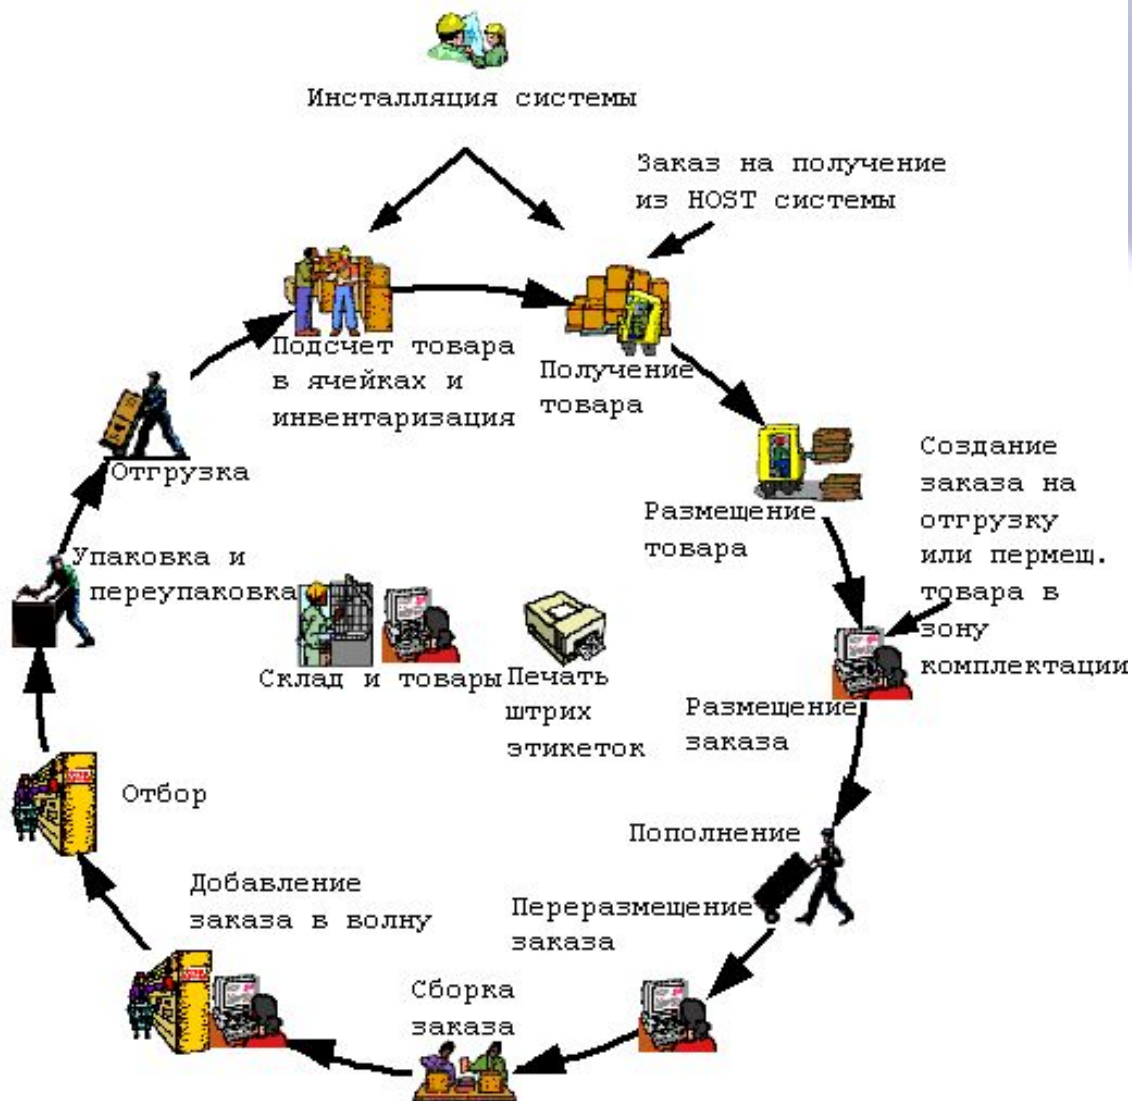 Инсталляция системы
Заказ на получение
из HOST системы
Подсчет товара
в ячейках и
инвентаризация
Получение
товара
Создание
заказа на
отгрузку
или пермещ.
товара в
зону
комплектации
Размещение
товара
Отгрузка
Упаковка и
переупаковка
Склад и товары
Печать
штрих
этикеток
Размещение
заказа
Отбор
Пополнение
Переразмещение
заказа
Добавление
заказа в волну
Сборка
заказа